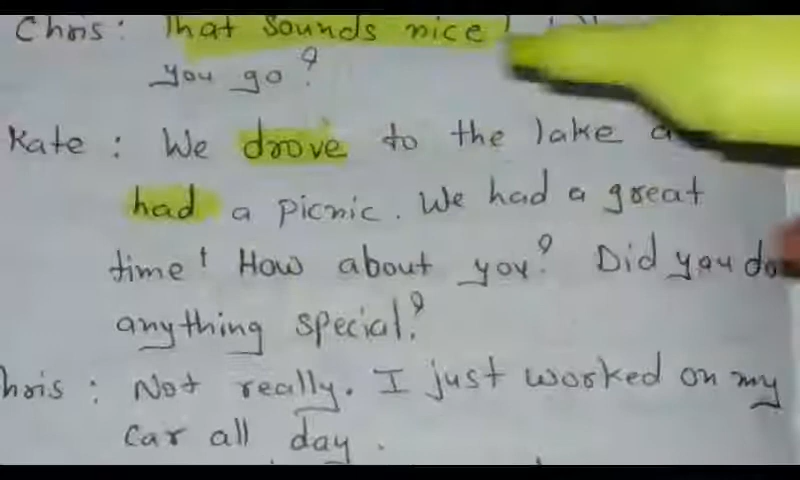 Chris: That sounds nice!
you go?
Kate: We drove to the lake
had a picnic. We had a great
time! How about you? Did you do
anything special?
hris: Not really. I just worked on my
car all day.